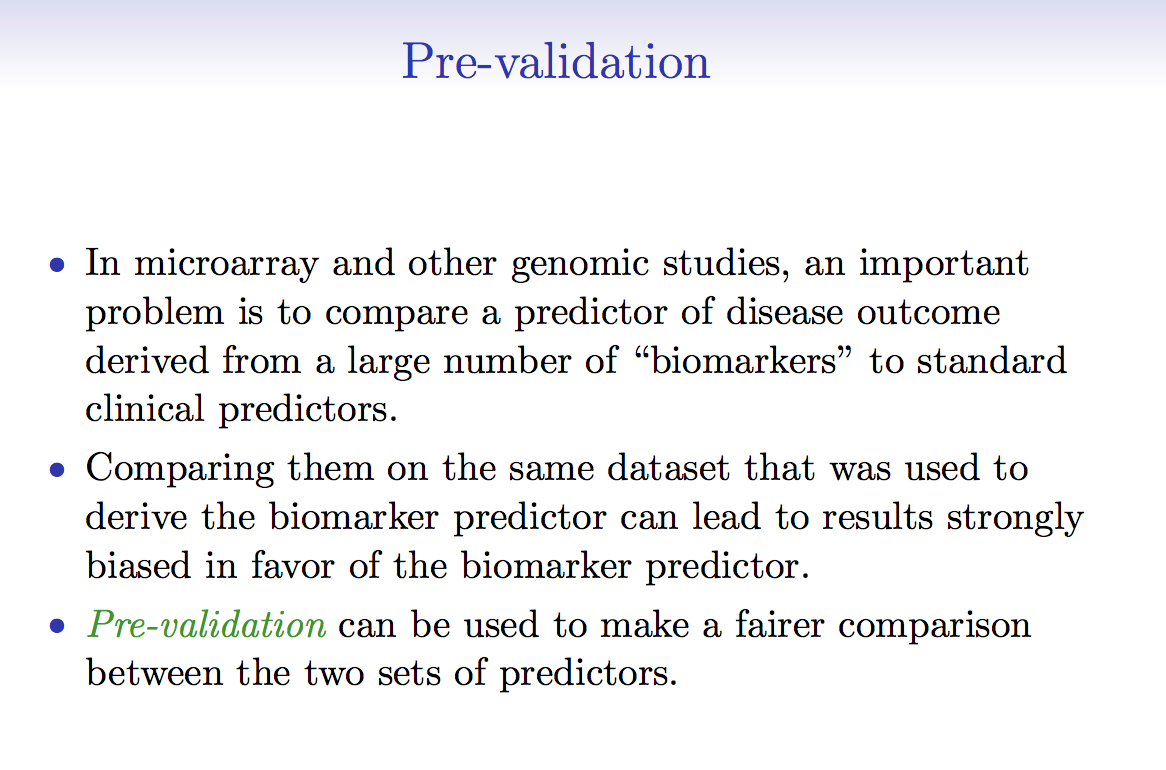 Pre-validation
• In microarray and other genomic studies, an important
problem is to compare a predictor of disease outcome
derived from a large number of “biomarkers” to standard
clinical predictors.
• Comparing them on the same dataset that was used to
derive the biomarker predictor can lead to results strongly
biased in favor of the biomarker predictor.
• Pre-validation can be used to make a fairer comparison
between the two sets of predictors.